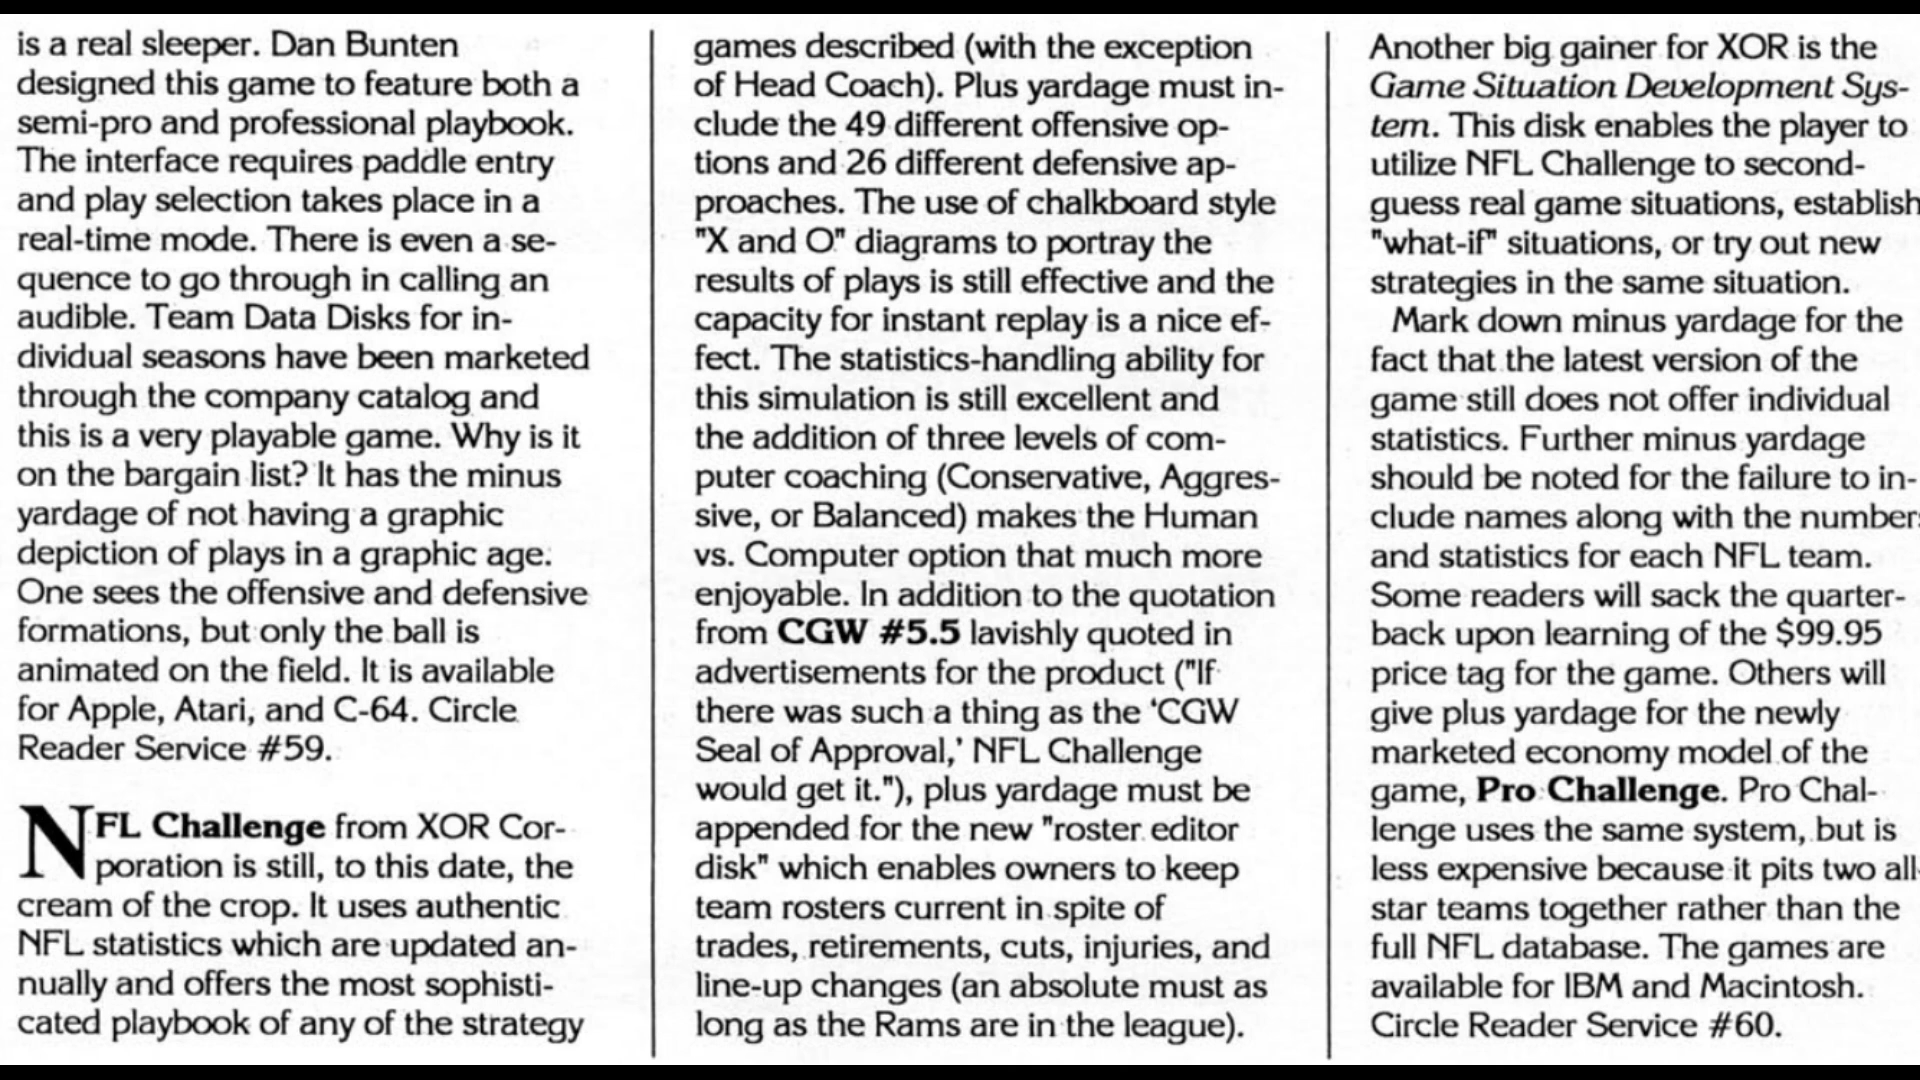 is a real sleeper. Dan Bunten
designed this game to feature both a
semi-pro and professional playbook.
The interface requires paddle entry
and play selection takes place in a
real-time mode. There is even a se-
quence to go through in calling an
audible. Team Data Disks for in-
dividual seasons have been marketed
through the company catalog and
this is a very playable game. Why is it
on the bargain list? It has the minus
yardage of not having a graphic
depiction of plays in a graphic age.
One sees the offensive and defensive
formations, but only the ball is
animated on the field. It is available
for Apple, Atari, and C-64. Circle
Reader Service #59.
NFL Challenge from XOR Cor-
poration is still, to this date, the
cream of the crop. It uses authentic
NFL statistics which are updated an-
nually and offers the most sophisti-
cated playbook of any of the strategy
games described (with the exception
of Head Coach). Plus yardage must in-
clude the 49 different offensive op-
tions and 26 different defensive ap-
proaches. The use of chalkboard style
"X and O" diagrams to portray the
results of plays is still effective and the
capacity for instant replay is a nice ef-
fect. The statistics-handling ability for
this simulation is still excellent and
the addition of three levels of com-
puter coaching (Conservative, Aggres-
sive, or Balanced) makes the Human
vs. Computer option that much more
enjoyable. In addition to the quotation
from CGW #5.5 lavishly quoted in
advertisements for the product ("If
there was such a thing as the 'CGW
Seal of Approval,' NFL Challenge
would get it."), plus yardage must be
appended for the new "roster editor
disk" which enables owners to keep
team rosters current in spite of
trades, retirements, cuts, injuries, and
line-up changes (an absolute must as
long as the Rams are in the league).
Another big gainer for XOR is the
Game Situation Development Sys-
tem. This disk enables the player to
utilize NFL Challenge to second-
guess real game situations, establish
"what-if" situations, or try out new
strategies in the same situation.
Mark down minus yardage for the
fact that the latest version of the
game still does not offer individual
statistics. Further minus yardage
should be noted for the failure to in-
clude names along with the numbers
and statistics for each NFL team.
Some readers will sack the quarter-
back upon learning of the $99.95
price tag for the game. Others will
give plus yardage for the newly
marketed economy model of the
game, Pro Challenge. Pro Chal-
lenge uses the same system, but is
less expensive because it pits two all-
star teams together rather than the
full NFL database. The games are
available for IBM and Macintosh.
Circle Reader Service #60.